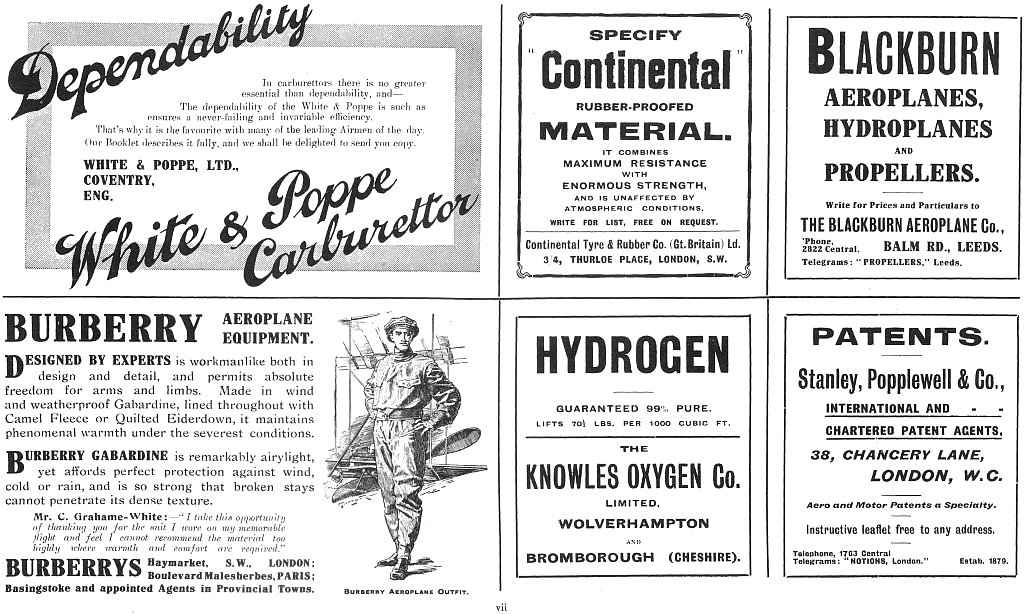 Dependability
In carburettors there is no greater
essential than dependability, and—
The dependability of the White & Poppe is such as
ensures a never-failing and invariable efficiency.
That's why it is the favourite with many of the leading Airmen of the day.
Our Booklet describes it fully, and we shall be delighted to send you copy.
WHITE & POPPE, LTD.,
COVENTRY,
ENG.
White & Poppe
Carburettor
SPECIFY
"Continental"
RUBBER-PROOFED
MATERIAL.
IT COMBINES
MAXIMUM RESISTANCE
WITH
ENORMOUS STRENGTH,
AND IS UNAFFECTED BY
ATMOSPHERIC CONDITIONS.
WRITE FOR LIST, FREE ON REQUEST.
Continental Tyre & Rubber Co. (Gt. Britain) Ld.
3/4, THURLOE PLACE, LONDON, S.W.
BLACKBURN
AEROPLANES,
HYDROPLANES
AND
PROPELLERS.
Write for Prices and Particulars to
THE BLACKBURN AEROPLANE Co.,
'Phone,
2822 Central.
BALM RD., LEEDS.
Telegrams: "PROPELLERS," Leeds.
BURBERRY AEROPLANE
EQUIPMENT.
DESIGNED BY EXPERTS is workmanlike both in
design and detail, and permits absolute
freedom for arms and limbs. Made in wind
and weatherproof Gabardine, lined throughout with
Camel Fleece or Quilted Eiderdown, it maintains
phenomenal warmth under the severest conditions.
BURBERRY GABARDINE is remarkably airylight,
yet affords perfect protection against wind,
cold or rain, and is so strong that broken stays
cannot penetrate its dense texture.
Mr. C. Grahame-White:—"I take this opportunity
of thanking you for the suit I wore on my memorable
flight and feel I cannot recommend the material too
highly where warmth and comfort are required."
BURBERRYS Haymarket, S.W., LONDON;
Boulevard Malesherbes, PARIS;
Basingstoke and appointed Agents in Provincial Towns.
BURBERRY AEROPLANE OUTFIT.
HYDROGEN
GUARANTEED 99% PURE.
LIFTS 70½ LBS. PER 1000 CUBIC FT.
THE
KNOWLES OXYGEN Co.
LIMITED,
WOLVERHAMPTON
AND
BROMBOROUGH (CHESHIRE).
PATENTS.
Stanley, Popplewell & Co.,
INTERNATIONAL AND - -
CHARTERED PATENT AGENTS,
38, CHANCERY LANE,
LONDON, W.C.
Aero and Motor Patents a Specialty.
Instructive leaflet free to any address.
Telephone, 1763 Central
Telegrams: "NOTIONS, London." Estab. 1879.
vii